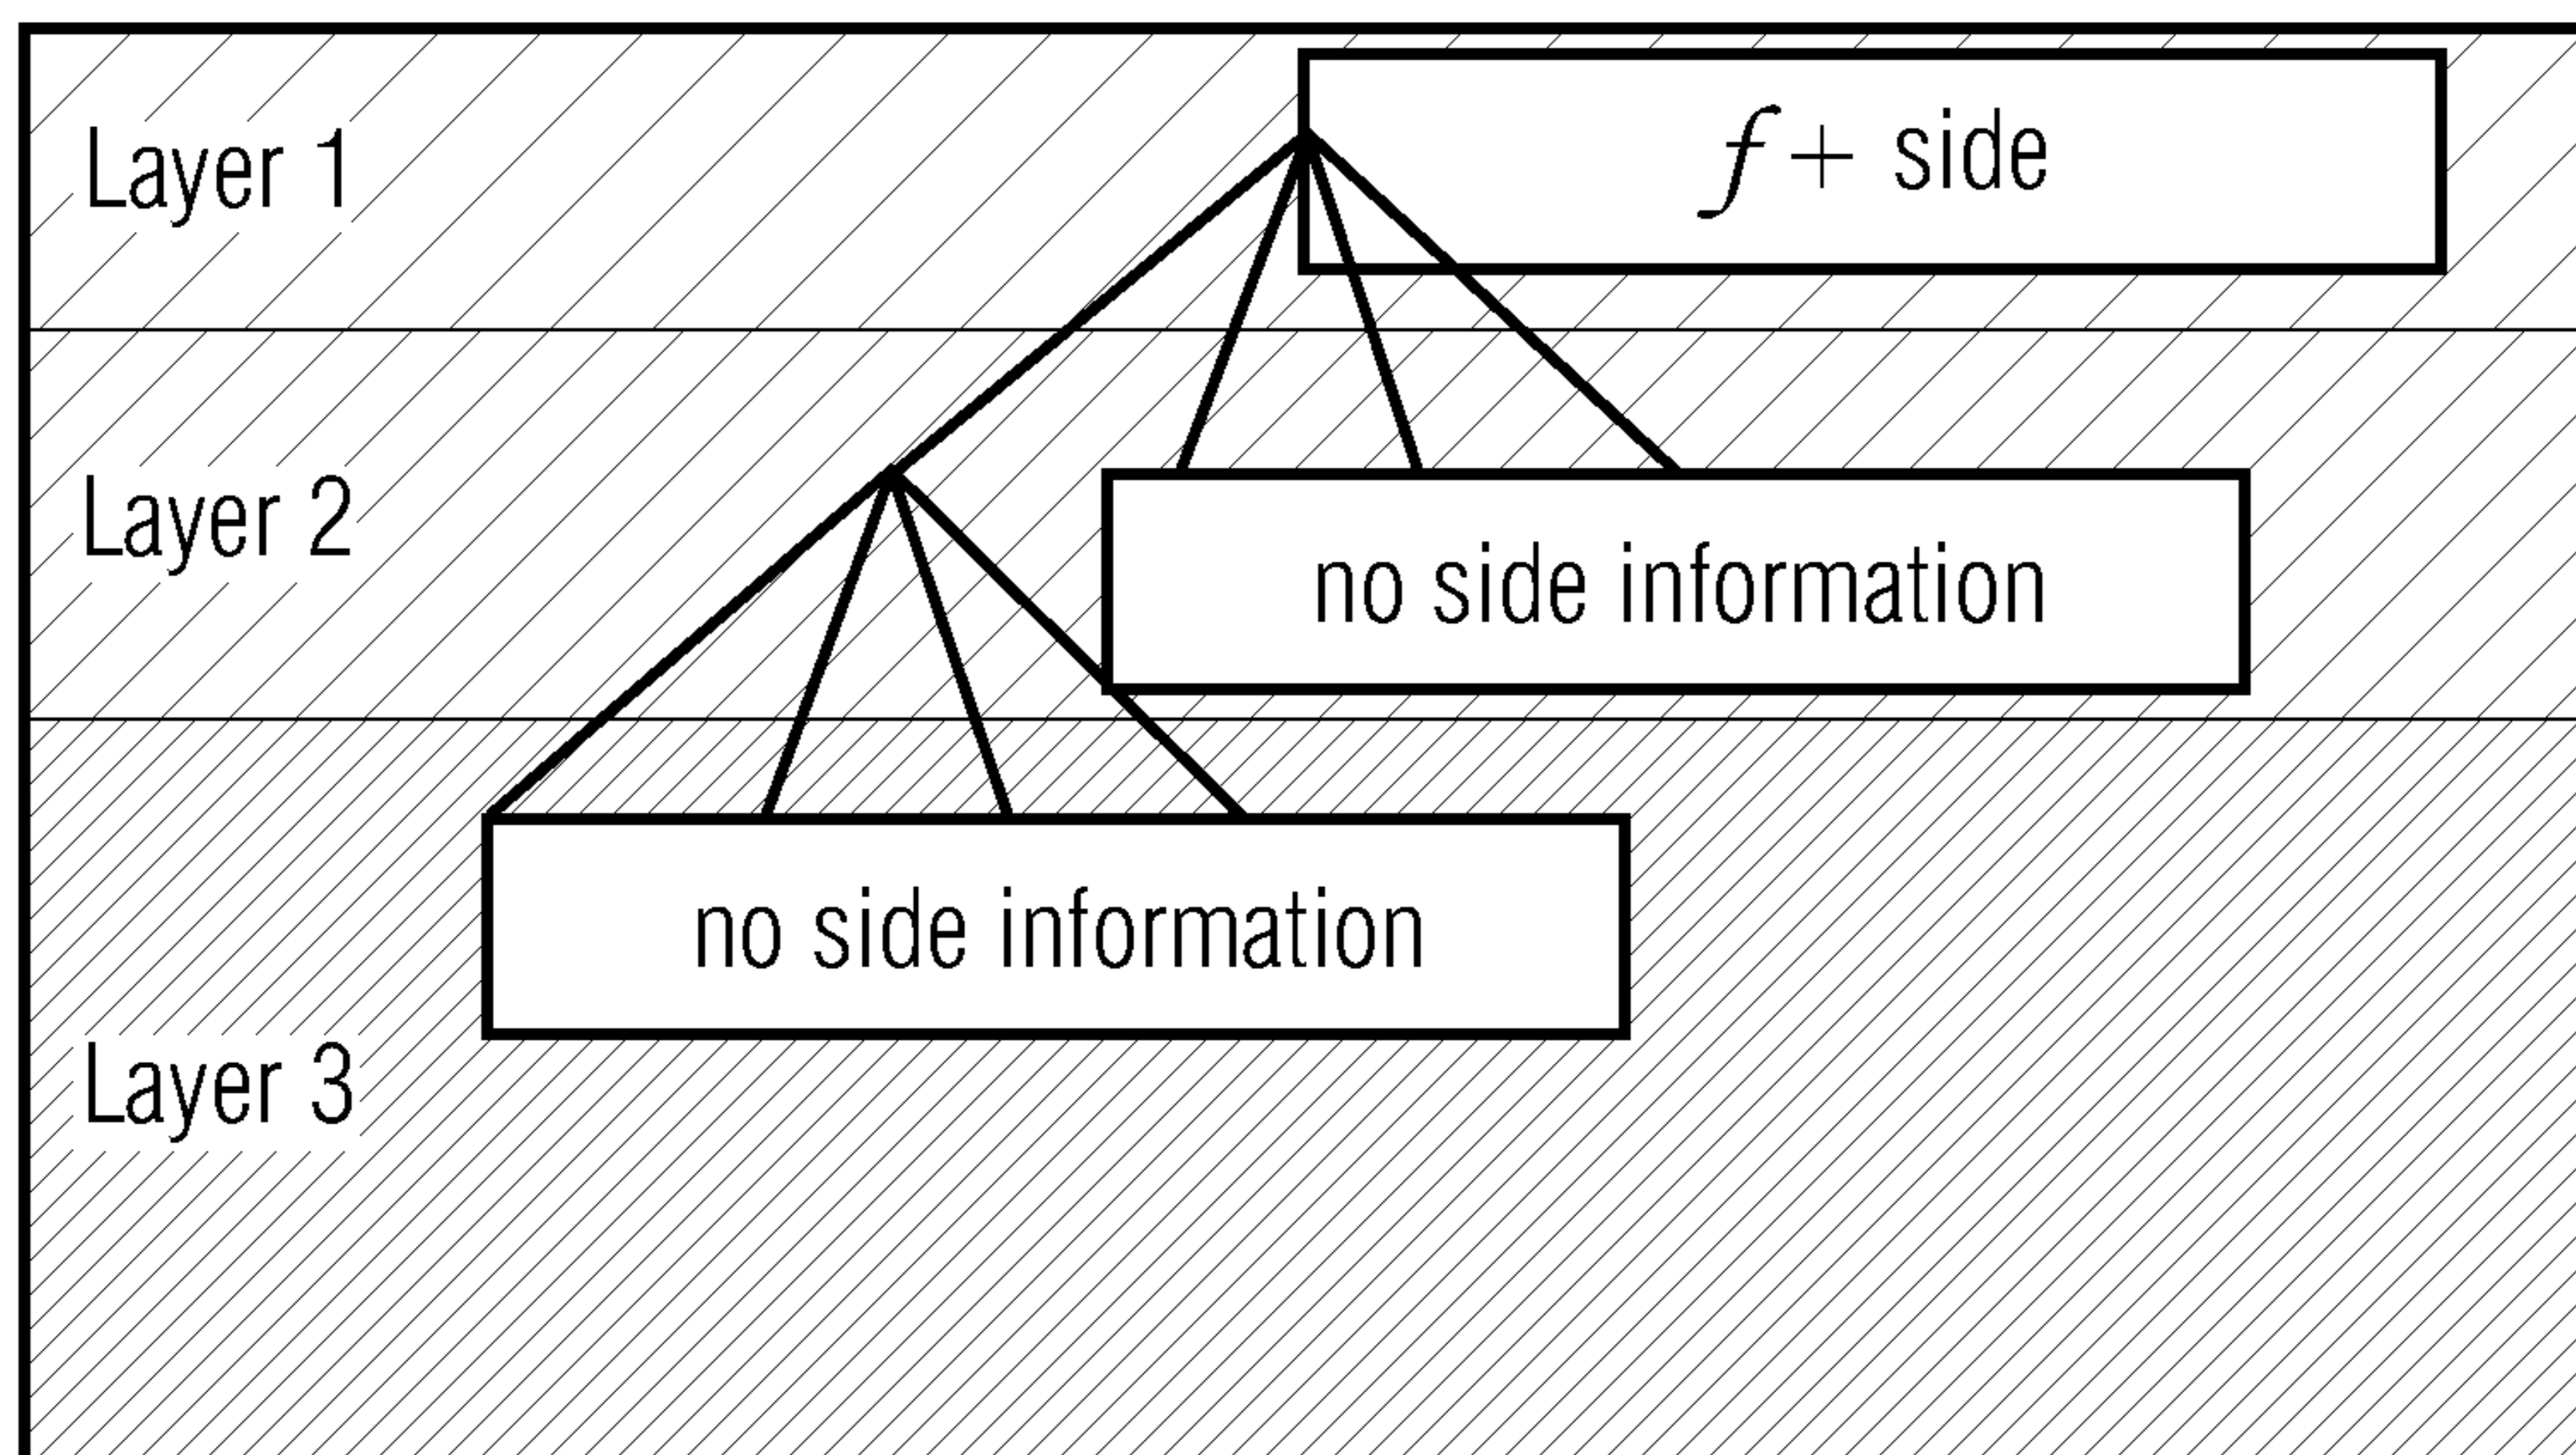 Layer 1
f + side
Layer 2
no side information
no side information
Layer 3